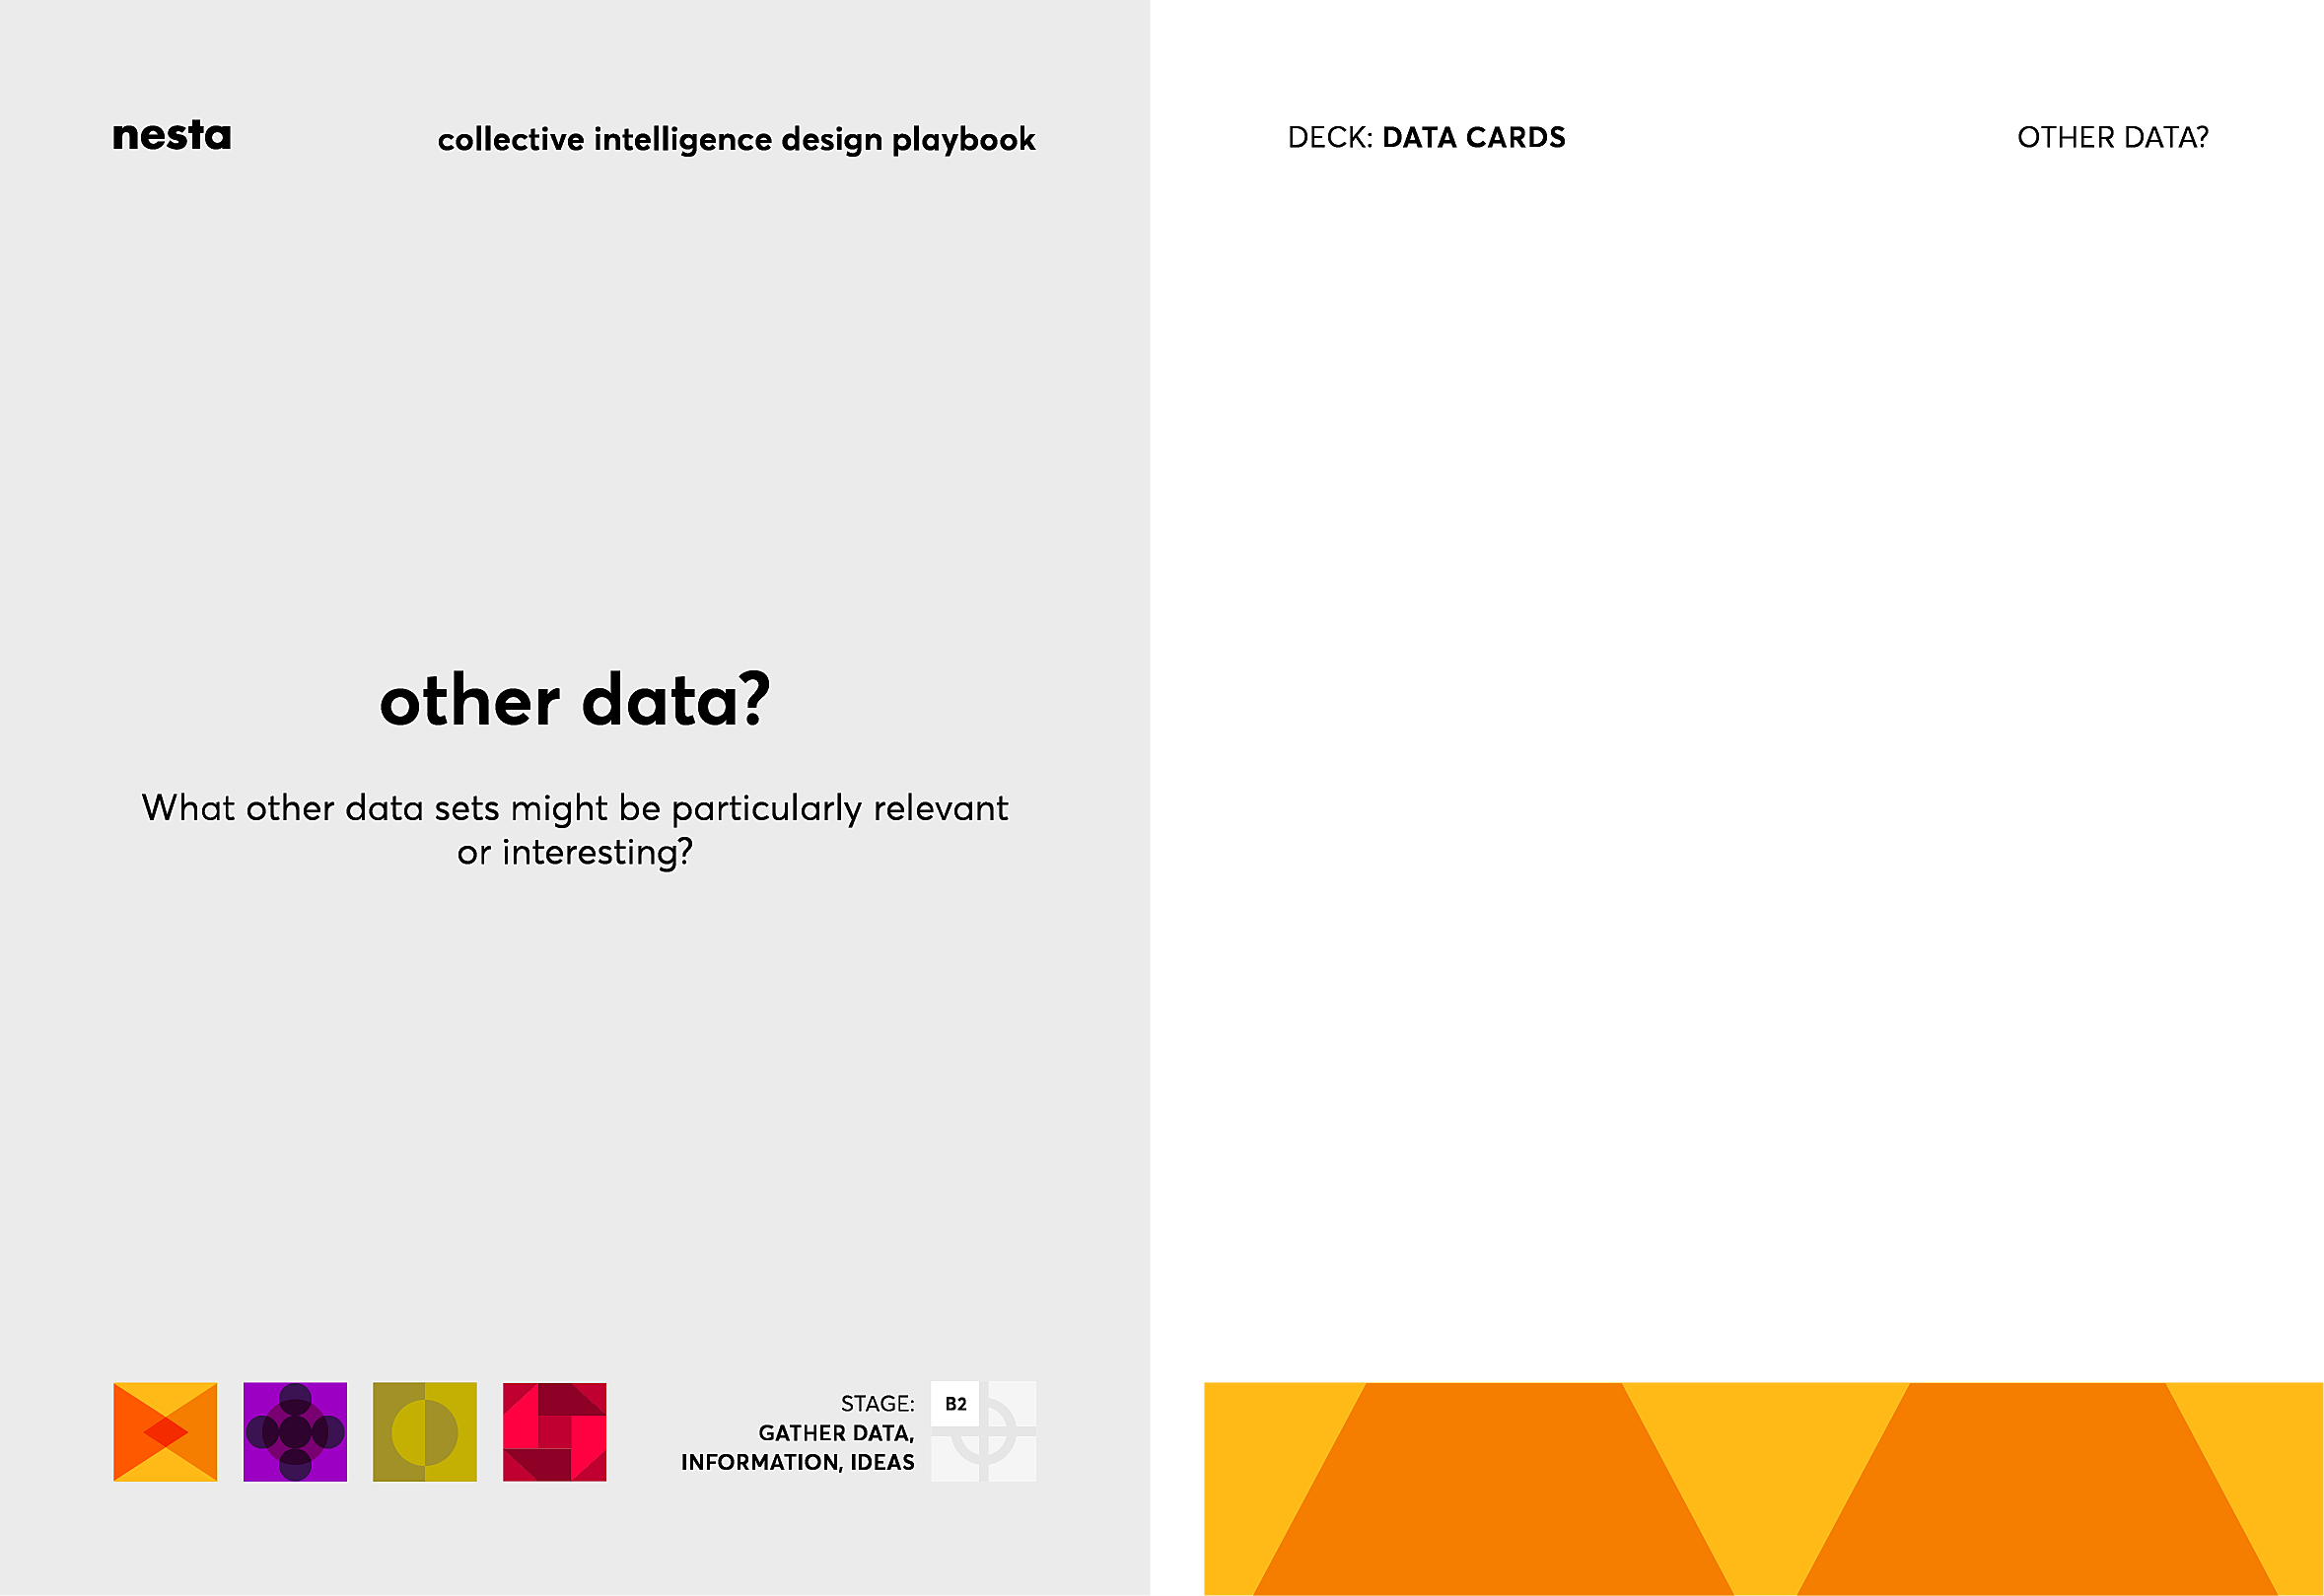 nesta
collective intelligence design playbook
other data?
What other data sets might be particularly relevant
or interesting?
STAGE:
GATHER DATA,
INFORMATION, IDEAS
B2
DECK: DATA CARDS
OTHER DATA?